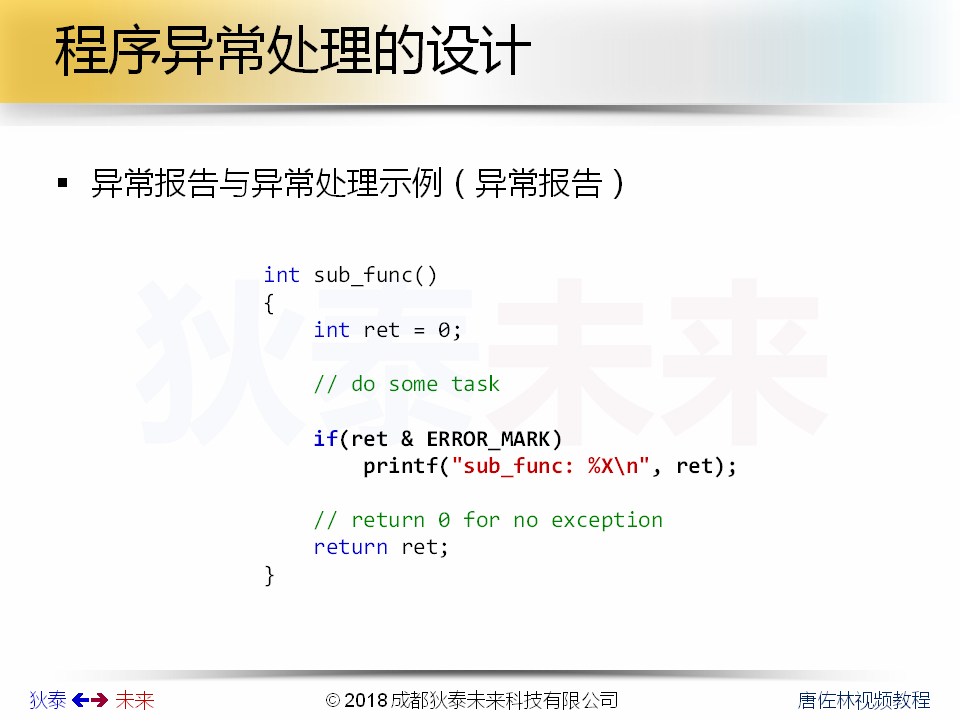 程序异常处理的设计
▪ 异常报告与异常处理示例（异常报告）
狄泰未来
int sub_func()
{
    int ret = 0;
    // do some task
    if(ret & ERROR_MARK)
        printf("sub_func: %X\n", ret);
    // return 0 for no exception
    return ret;
}
狄泰 未来 © 2018 成都狄泰未来科技有限公司 唐佐林视频教程